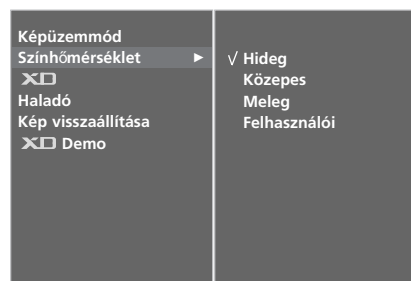 Képüzemmód
Színhőmérséklet ►
XD
Haladó
Kép visszaállítása
XD Demo
√ Hideg
Közepes
Meleg
Felhasználói